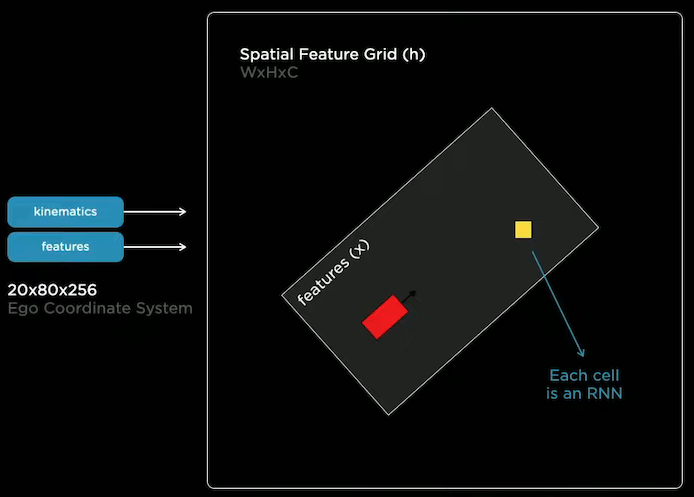 Spatial Feature Grid (h)
WxHxC
kinematics
features
20x80x256
Ego Coordinate System
features (x)
Each cell
is an RNN